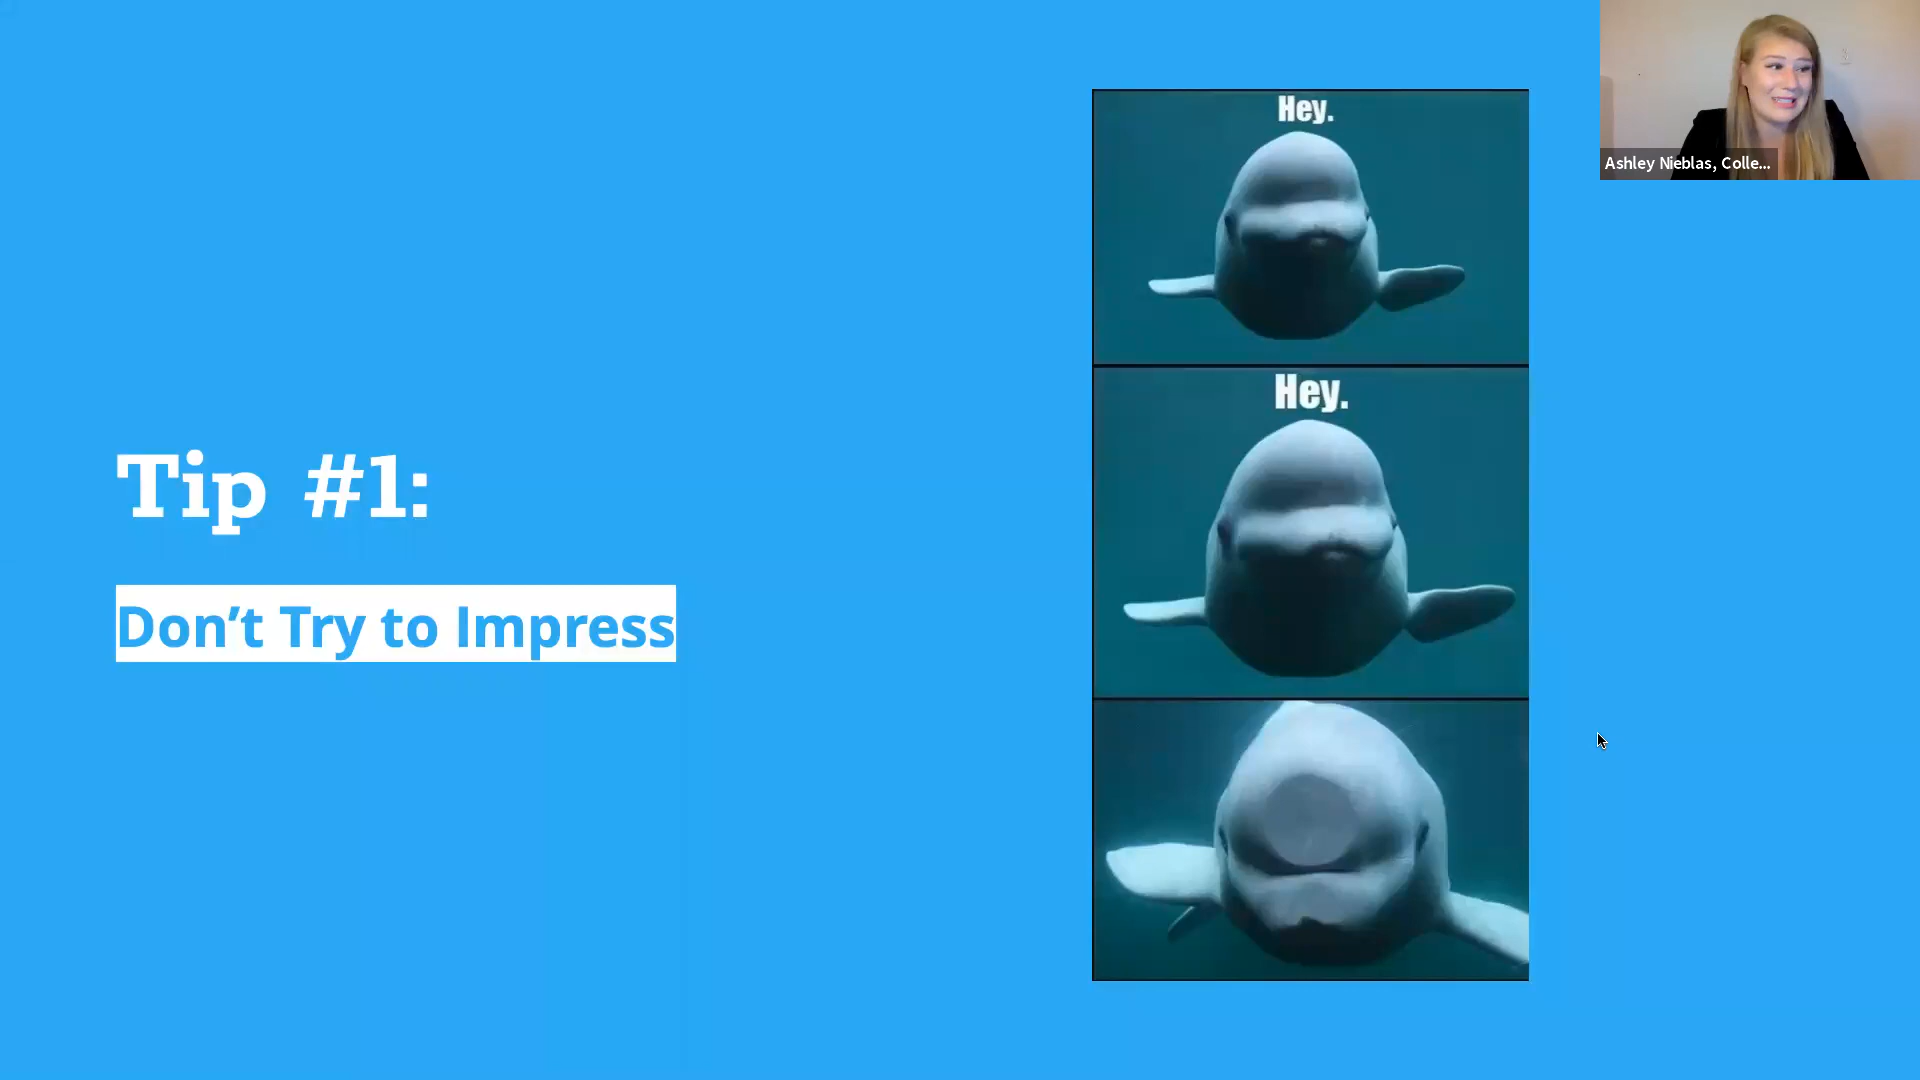 Hey.
Ashley Nieblas, Colle...
Hey.
Tip #1:
Don’t Try to Impress